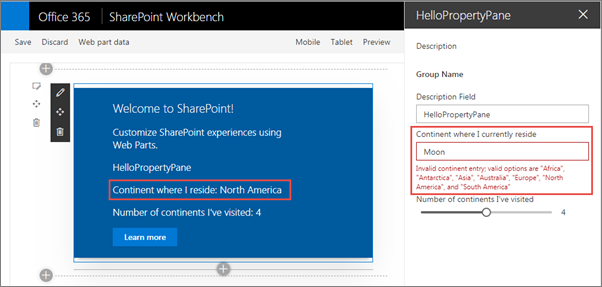 Office 365 SharePoint Workbench
Save Discard Web part data Mobile Tablet Preview
Welcome to SharePoint!
Customize SharePoint experiences using
Web Parts.
HelloPropertyPane
Continent where I reside: North America
Number of continents I've visited: 4
Learn more
HelloPropertyPane
Description
Group Name
Description Field
HelloPropertyPane
Continent where I currently reside
Moon
Invalid continent entry; valid options are "Africa",
"Antarctica", "Asia", "Australia", "Europe", "North
America", and "South America"
Number of continents I've visited
4